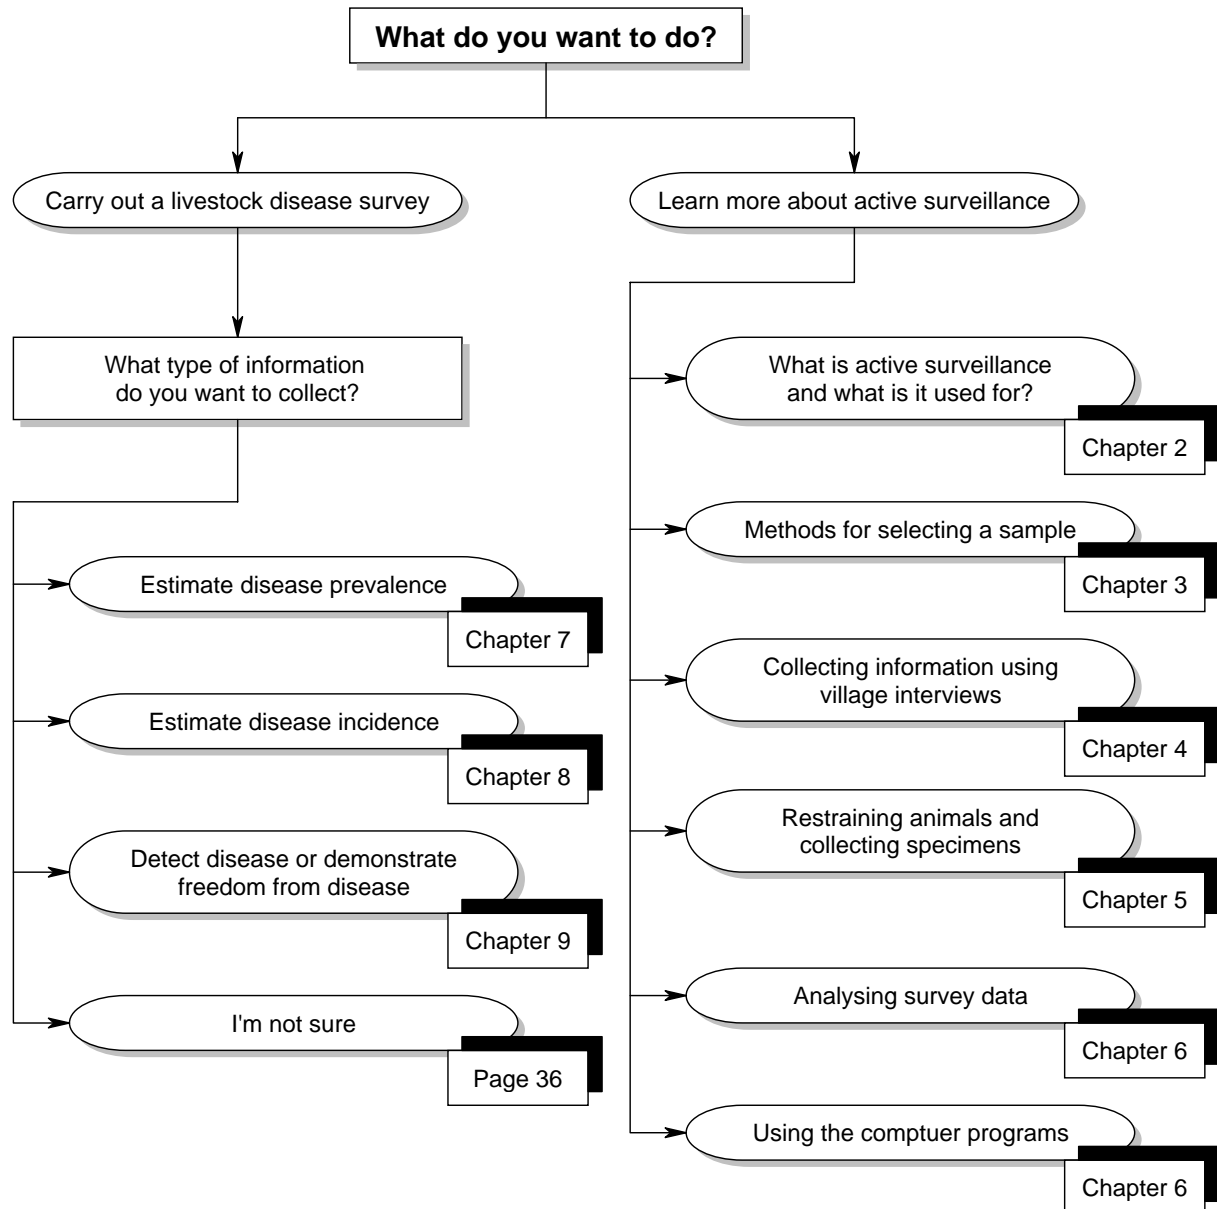 What do you want to do?
Carry out a livestock disease survey
What type of information
do you want to collect?
Estimate disease prevalence
Chapter 7
Estimate disease incidence
Chapter 8
Detect disease or demonstrate
freedom from disease
Chapter 9
I'm not sure
Page 36
Learn more about active surveillance
What is active surveillance
and what is it used for?
Chapter 2
Methods for selecting a sample
Chapter 3
Collecting information using
village interviews
Chapter 4
Restraining animals and
collecting specimens
Chapter 5
Analysing survey data
Chapter 6
Using the comptuer programs
Chapter 6